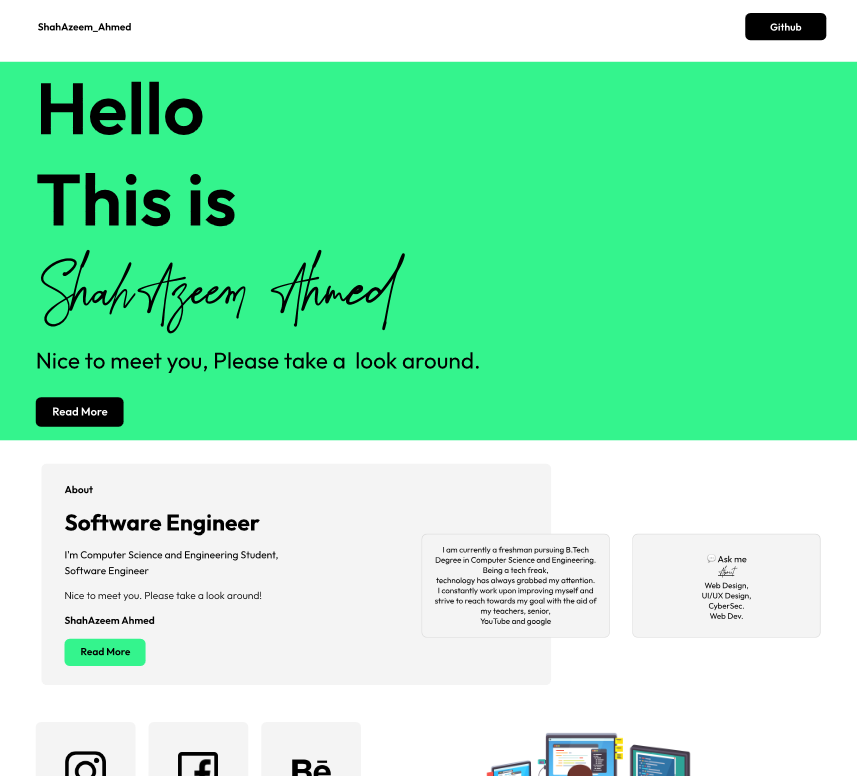 ShahAzeem_Ahmed
Github
Hello
This is
ShahAzeem Ahmed
Nice to meet you, Please take a look around.
Read More
About
Software Engineer
I'm Computer Science and Engineering Student,
Software Engineer
Nice to meet you. Please take a look around!
ShahAzeem Ahmed
Read More
I am currently a freshman pursuing B.Tech
Degree in Computer Science and Engineering.
Being a tech freak,
technology has always grabbed my attention.
I constantly work upon improving myself and
strive to reach towards my goal with the aid of
my teachers, senior,
YouTube and google
💬 Ask me
About
Web Design,
UI/UX Design,
CyberSec.
Web Dev.
Bē